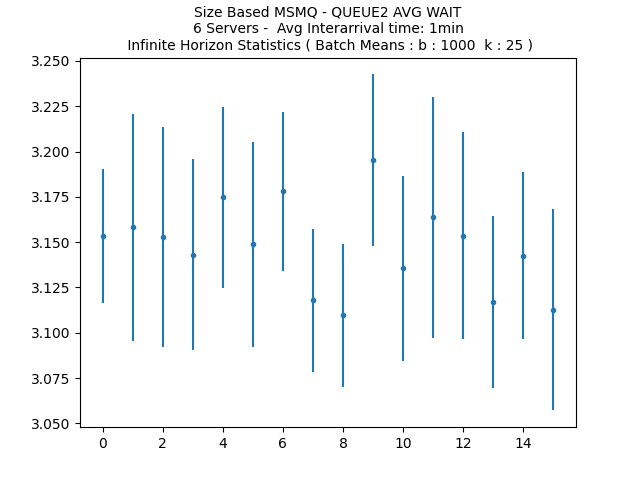 Size Based MSMQ - QUEUE2 AVG WAIT
6 Servers -  Avg Interarrival time: 1min
Infinite Horizon Statistics ( Batch Means : b : 1000  k : 25 )
3.250
3.225
3.200
3.175
3.150
3.125
3.100
3.075
3.050
0 2 4 6 8 10 12 14